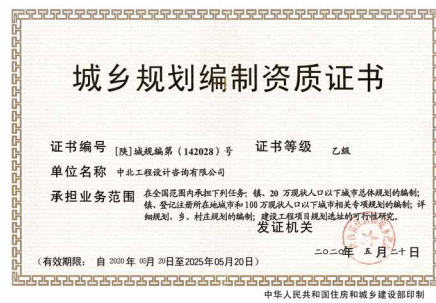 城乡规划编制资质证书
证书编号 [陕]城规编第(142028)号 证书等级 乙级
单位名称 中北工程设计咨询有限公司
承担业务范围 在全国范围内承担下列任务：镇、20万现状人口以下城市总体规划的编制；
镇、登记注册所在地城市和100万现状人口以下城市相关专项规划的编制；详
细规划、乡、村庄规划的编制；建设工程项目规划选址的可行性研究。
发证机关
二〇二〇年 五月二十日
(有效期限： 自2020年05月20日至2025年05月20日)
中华人民共和国住房和城乡建设部印制